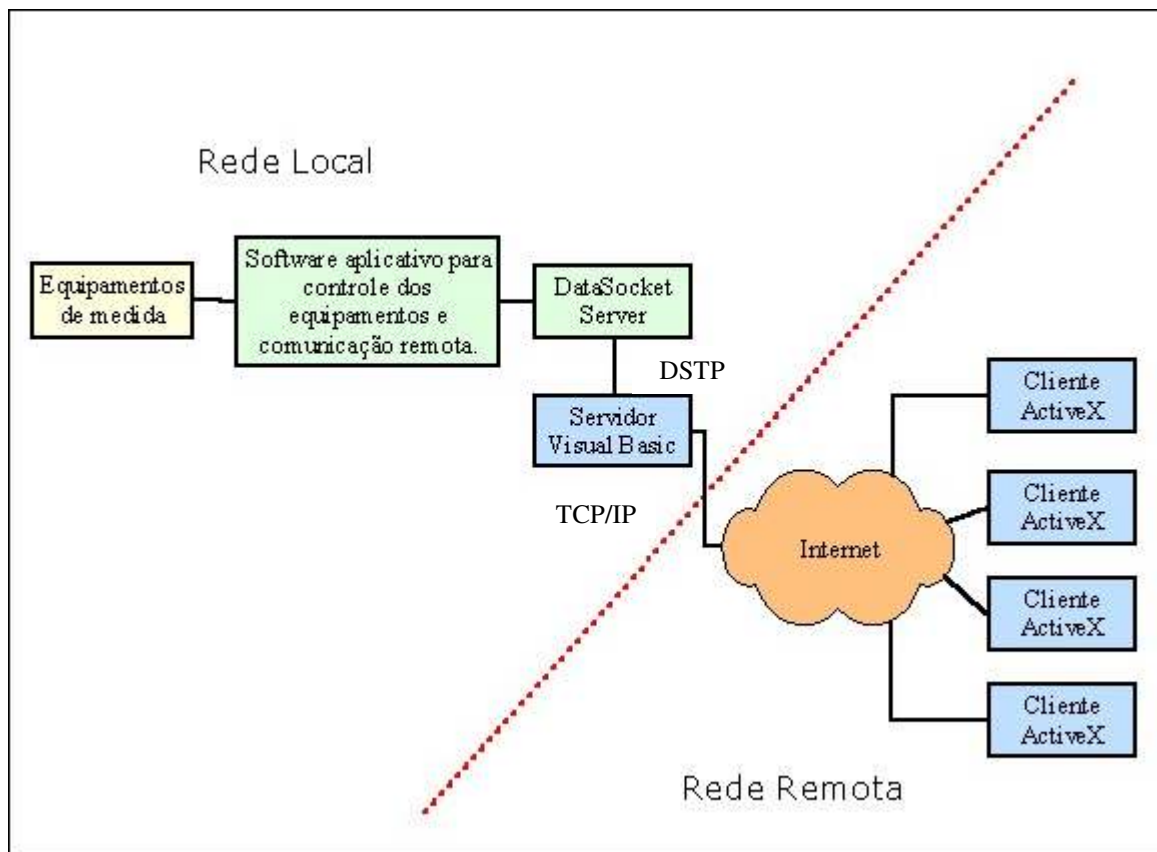 Rede Local
Equipamentos
de medida
Software aplicativo para
controle dos
equipamentos e
comunicação remota.
DataSocket
Server
DSTP
Servidor
Visual Basic
TCP/IP
Internet
Cliente
ActiveX
Cliente
ActiveX
Cliente
ActiveX
Cliente
ActiveX
Rede Remota